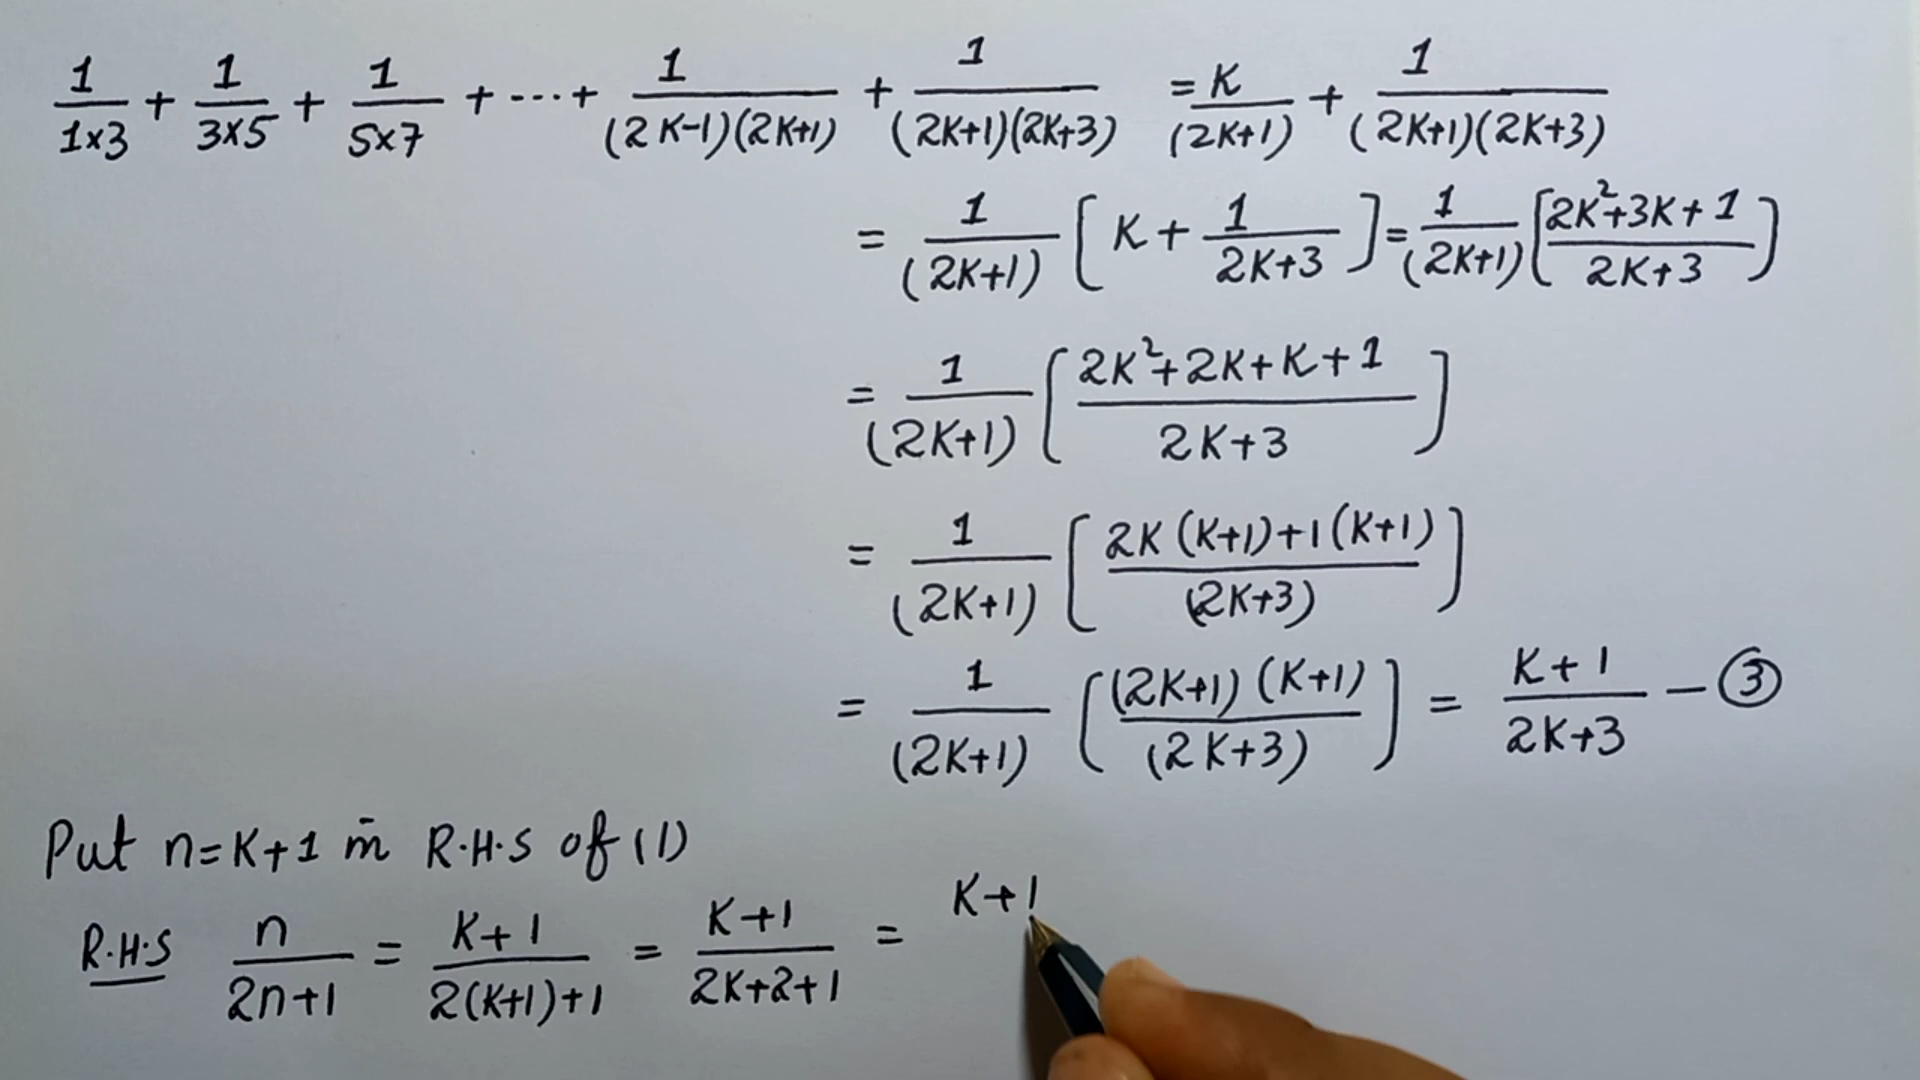 1/(1×3) + 1/(3×5) + 1/(5×7) + ---+ 1/((2K-1)(2K+1)) + 1/((2K+1)(2K+3)) = K/(2K+1) + 1/((2K+1)(2K+3))
= 1/(2K+1) [K + 1/(2K+3)] = 1/(2K+1) [(2K²+3K+1)/(2K+3)]
= 1/(2K+1) [(2K²+2K+K+1)/(2K+3)]
= 1/(2K+1) [(2K(K+1)+1(K+1))/(2K+3)]
= 1/(2K+1) [((2K+1)(K+1))/(2K+3)] = (K+1)/(2K+3) – ③
Put n=K+1 in R.H.S of (1)
R.H.S n/(2n+1) = (K+1)/(2(K+1)+1) = (K+1)/(2K+2+1) = K+1